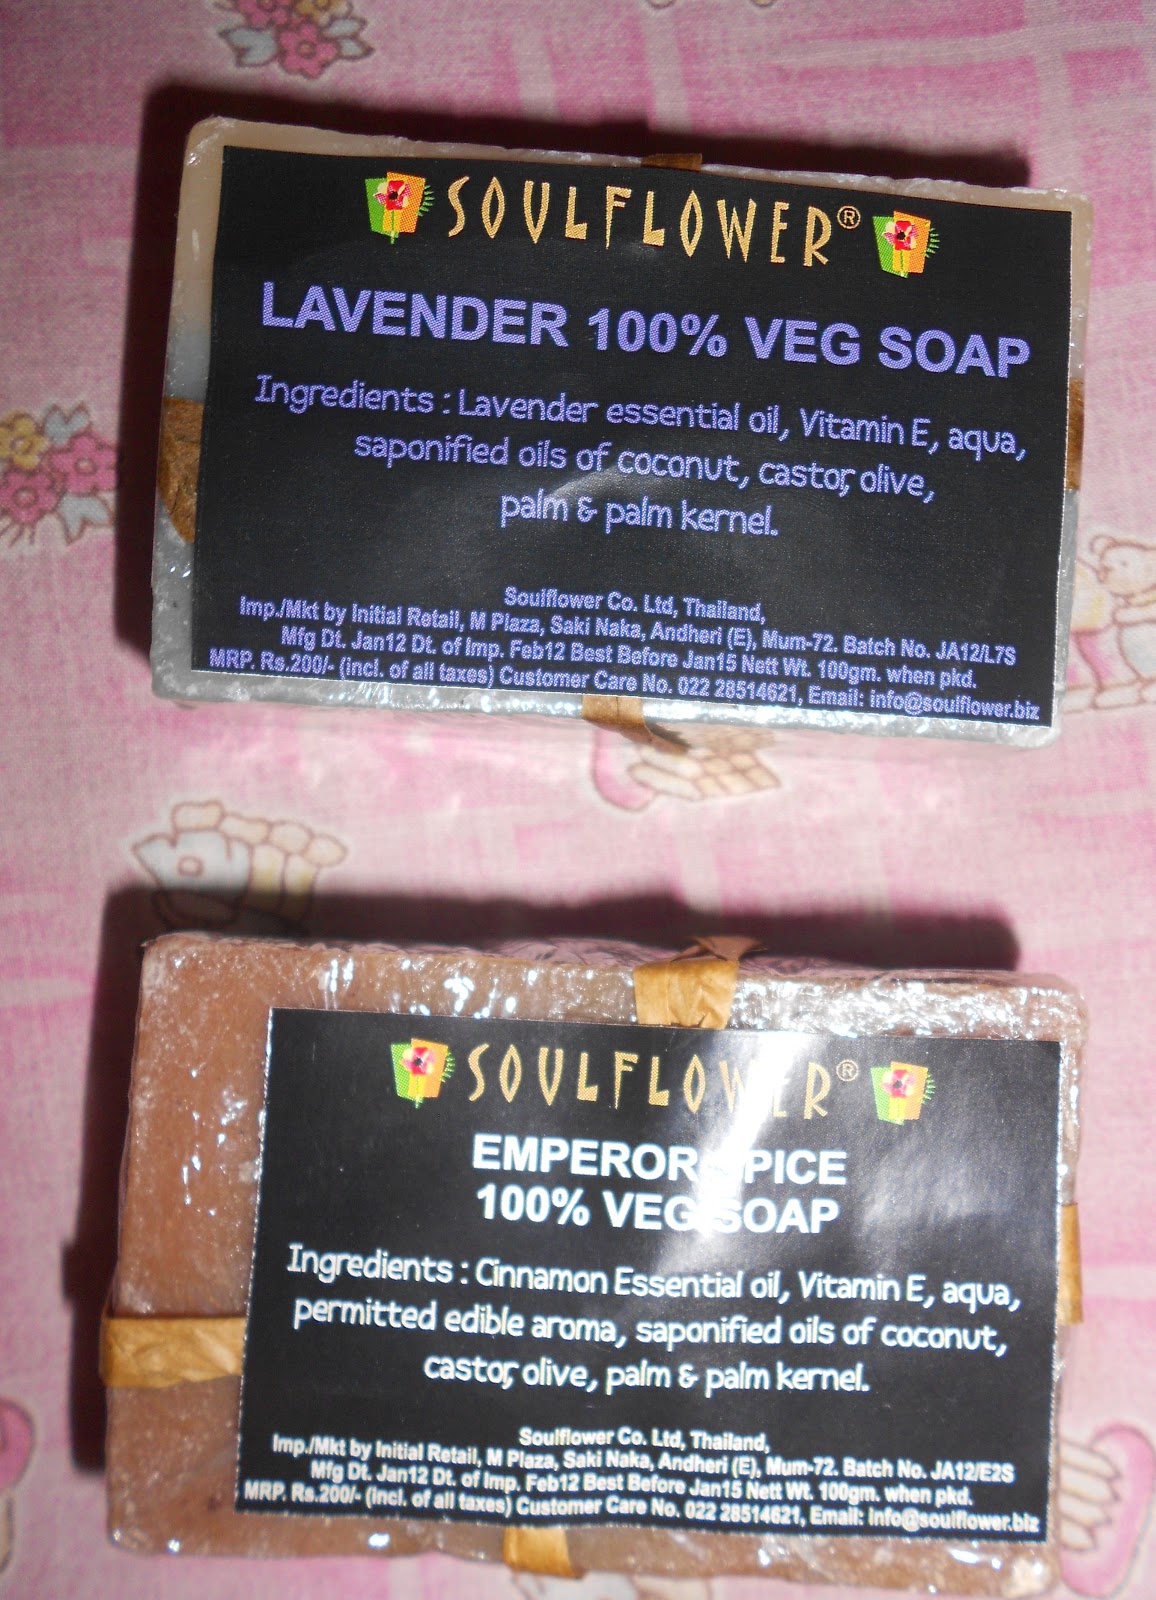 SOULFLOWER®
LAVENDER 100% VEG SOAP
Ingredients : Lavender essential oil, Vitamin E, aqua,
saponified oils of coconut, castor, olive,
palm & palm kernel.
Soulflower Co. Ltd, Thailand,
Imp./Mkt by Initial Retail, M Plaza, Saki Naka, Andheri (E), Mum-72. Batch No. JA12/L7S
Mfg Dt. Jan12 Dt. of Imp. Feb12 Best Before Jan15 Nett Wt. 100gm. when pkd.
MRP. Rs.200/- (incl. of all taxes) Customer Care No. 022 28514621, Email: info@soulflower.biz
SOULFLOWER®
EMPEROR SPICE
100% VEG SOAP
Ingredients : Cinnamon Essential oil, Vitamin E, aqua,
permitted edible aroma, saponified oils of coconut,
castor, olive, palm & palm kernel.
Soulflower Co. Ltd, Thailand,
Imp./Mkt by Initial Retail, M Plaza, Saki Naka, Andheri (E), Mum-72. Batch No. JA12/E2S
Mfg Dt. Jan12 Dt. of Imp. Feb12 Best Before Jan15 Nett Wt. 100gm. when pkd.
MRP. Rs.200/- (incl. of all taxes) Customer Care No. 022 28514621, Email: info@soulflower.biz